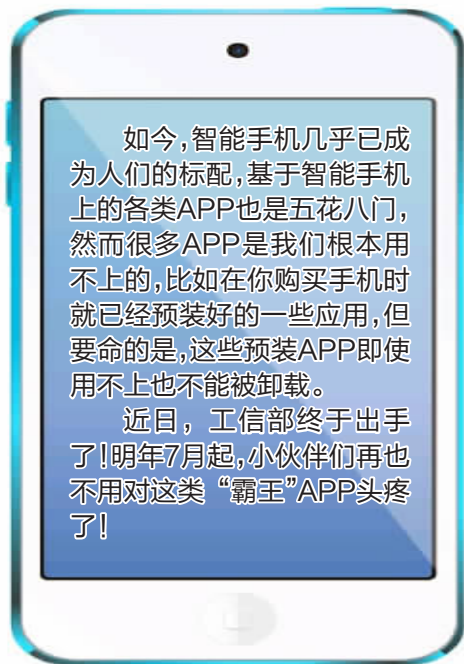 如今,智能手机几乎已成
为人们的标配,基于智能手机
上的各类APP也是五花八门,
然而很多APP是我们根本用
不上的,比如在你购买手机时
就已经预装好的一些应用,但
要命的是,这些预装APP即使
用不上也不能被卸载。
近日，工信部终于出手
了!明年7月起,小伙伴们再也
不用对这类“霸王”APP头疼
了!